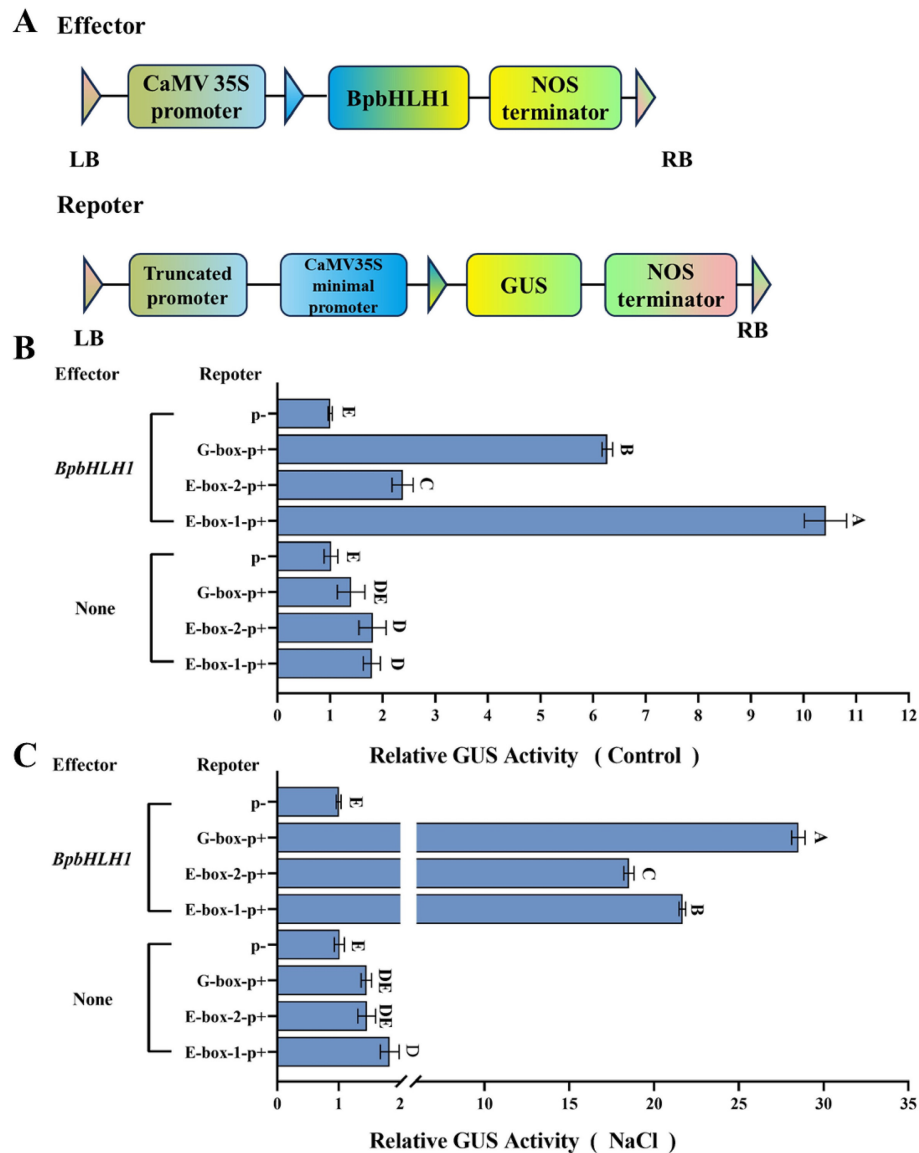 A
Effector
CaMV 35S
promoter
BpbHLH1
NOS
terminator
LB
RB
Repoter
Truncated
promoter
CaMV35S
minimal
promoter
GUS
NOS
terminator
LB
RB
B
Effector
Repoter
BpbHLH1
p-
E
G-box-p+
B
E-box-2-p+
C
E-box-1-p+
A
None
p-
E
G-box-p+
DE
E-box-2-p+
D
E-box-1-p+
D
0 1 2 3 4 5 6 7 8 9 10 11 12
Relative GUS Activity ( Control )
C
Effector
Repoter
BpbHLH1
p-
E
G-box-p+
A
E-box-2-p+
C
E-box-1-p+
B
None
p-
E
G-box-p+
DE
E-box-2-p+
DE
E-box-1-p+
D
0 1 2 10 15 20 25 30 35
Relative GUS Activity ( NaCl )